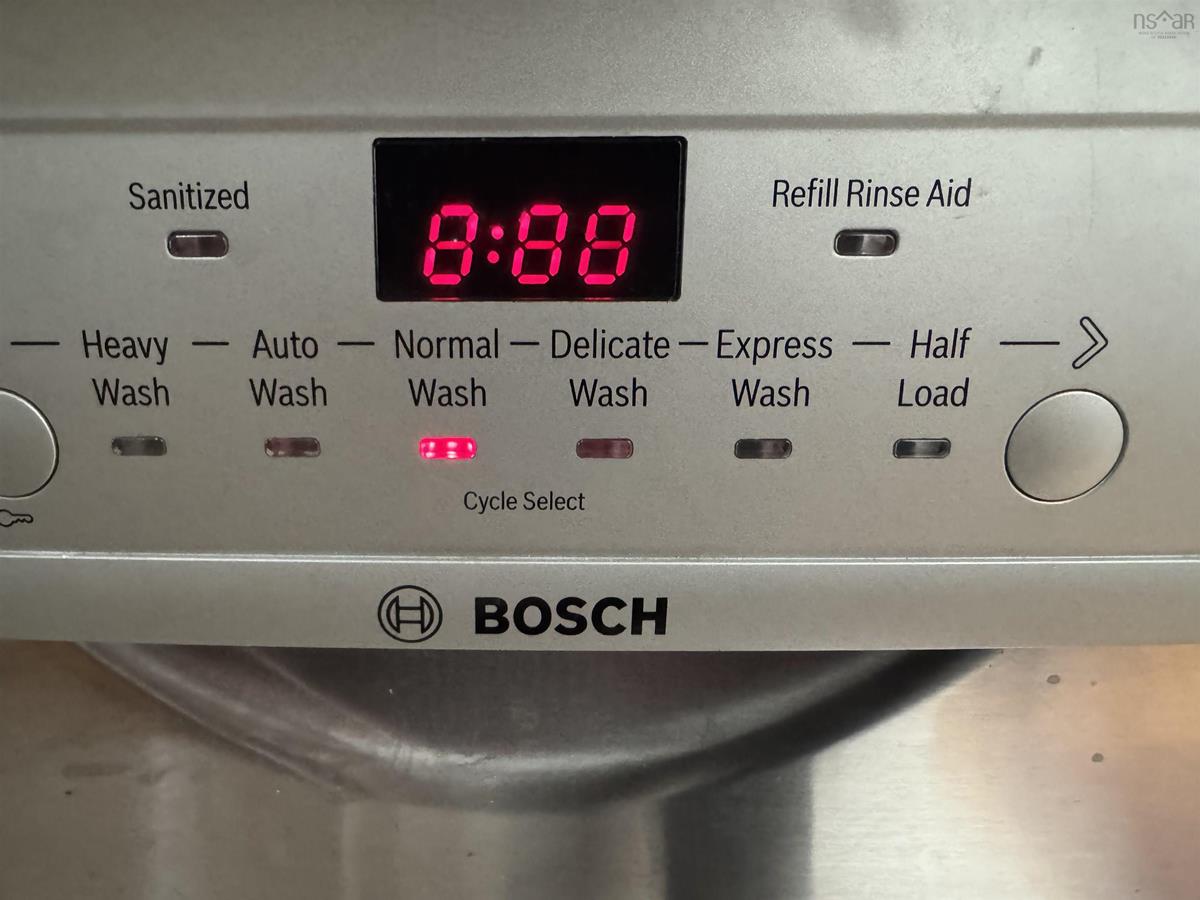 nsar
Sanitized
8:88
Refill Rinse Aid
Heavy Wash
Auto Wash
Normal Wash
Delicate Wash
Express Wash
Half Load
Cycle Select
BOSCH